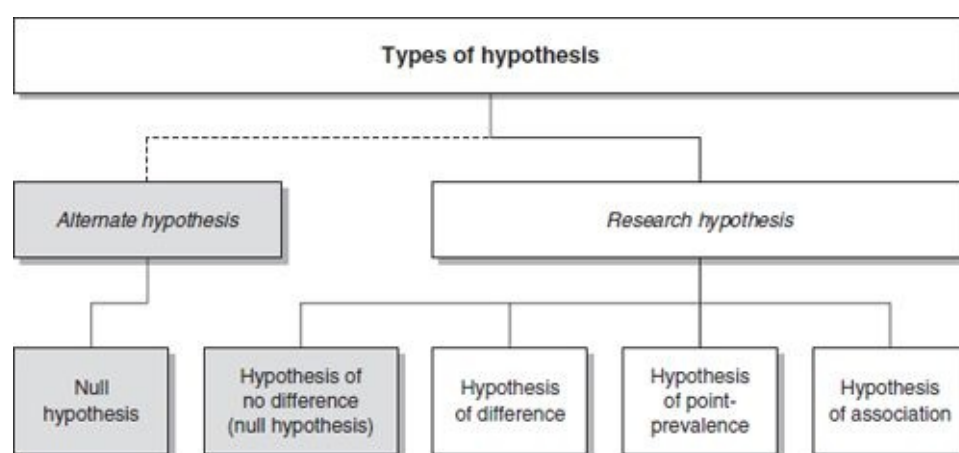 Types of hypothesis
Alternate hypothesis
Research hypothesis
Null
hypothesis
Hypothesis of
no difference
(null hypothesis)
Hypothesis
of difference
Hypothesis
of point-
prevalence
Hypothesis
of association